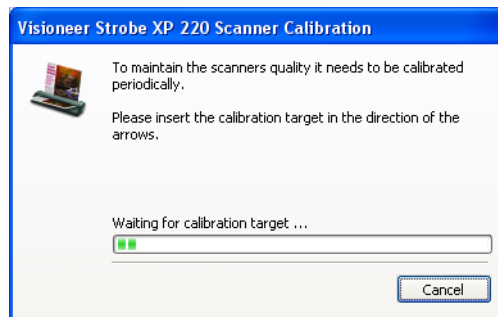 Visioneer Strobe XP 220 Scanner Calibration
To maintain the scanners quality it needs to be calibrated
periodically.
Please insert the calibration target in the direction of the
arrows.
Waiting for calibration target ...
Cancel